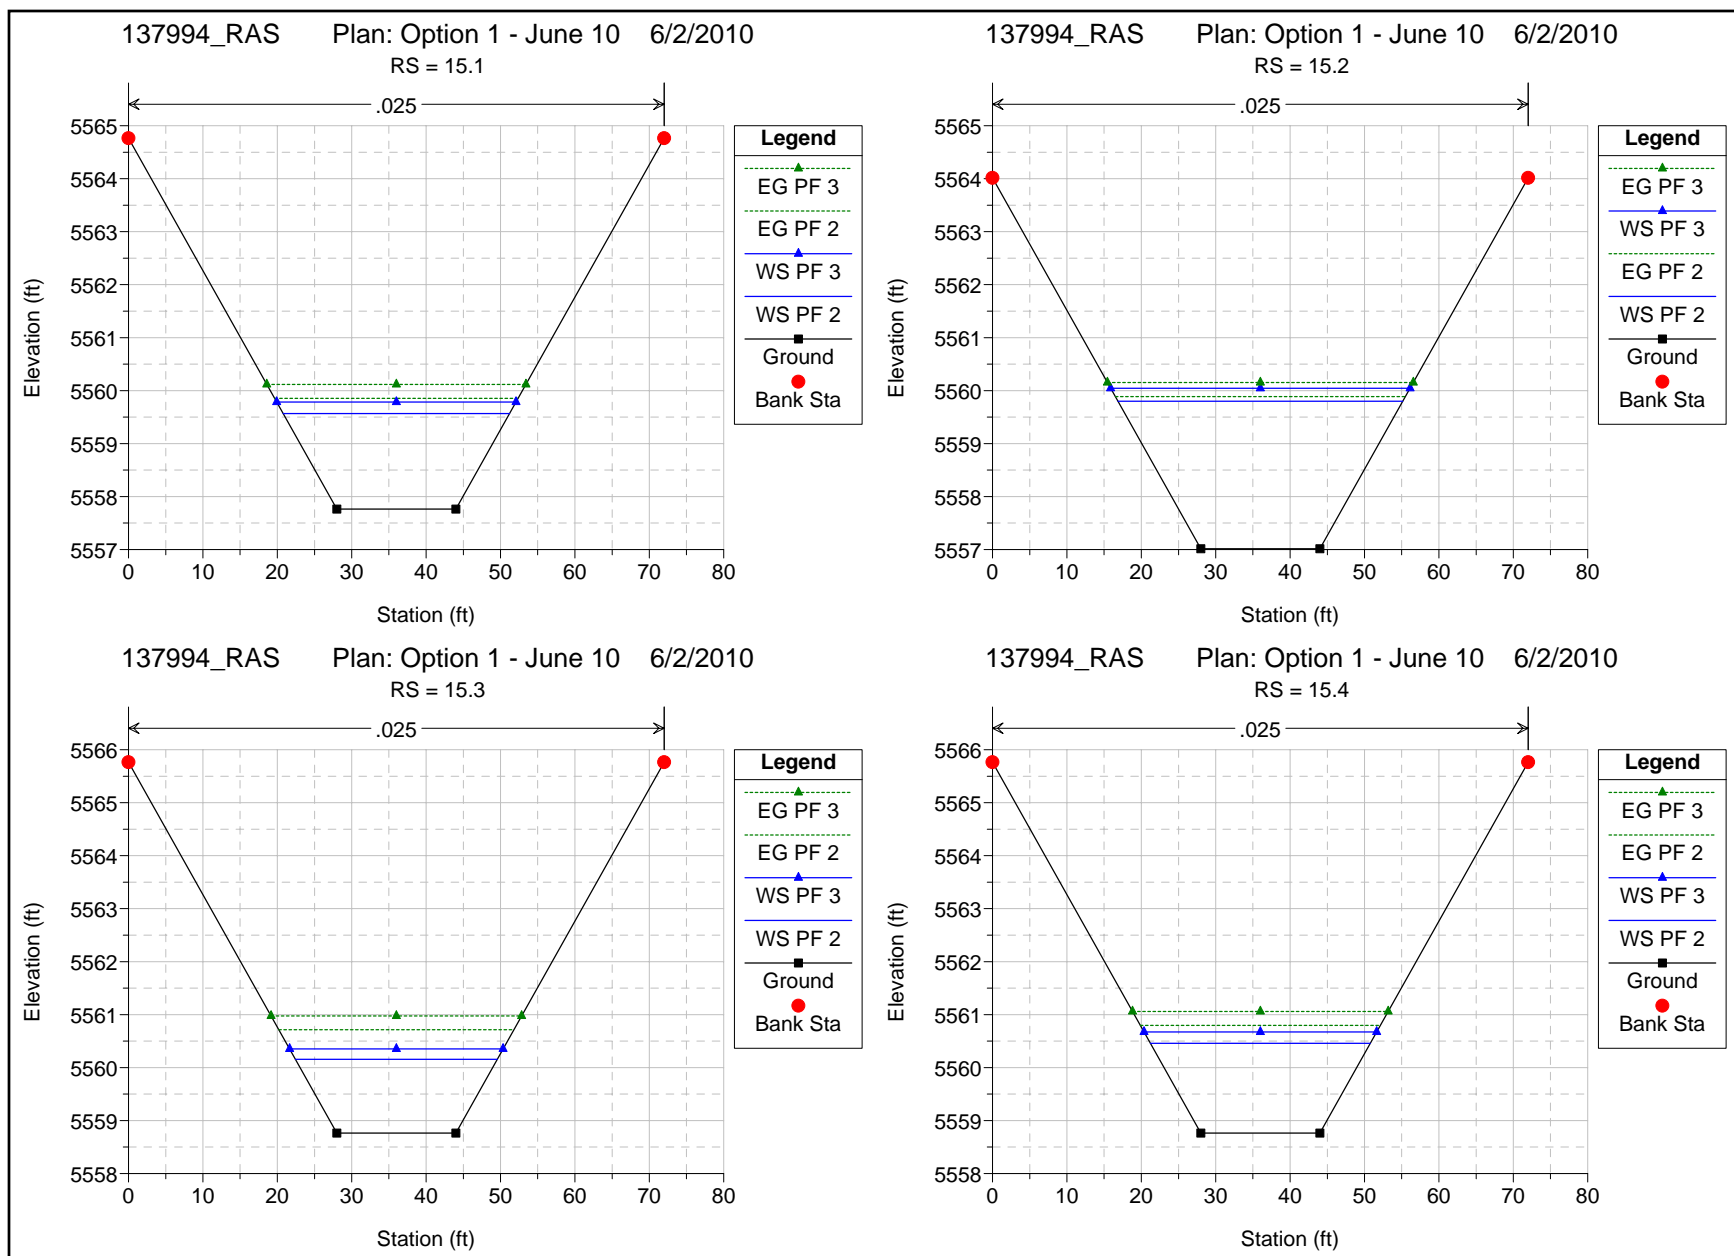 137994_RAS Plan: Option 1 - June 10 6/2/2010
RS = 15.1
.025
5565
5564
5563
5562
5561
5560
5559
5558
5557
Elevation (ft)
0 10 20 30 40 50 60 70 80
Station (ft)
Legend
EG PF 3
EG PF 2
WS PF 3
WS PF 2
Ground
Bank Sta
137994_RAS Plan: Option 1 - June 10 6/2/2010
RS = 15.2
.025
5565
5564
5563
5562
5561
5560
5559
5558
5557
Elevation (ft)
0 10 20 30 40 50 60 70 80
Station (ft)
Legend
EG PF 3
WS PF 3
EG PF 2
WS PF 2
Ground
Bank Sta
137994_RAS Plan: Option 1 - June 10 6/2/2010
RS = 15.3
.025
5566
5565
5564
5563
5562
5561
5560
5559
5558
Elevation (ft)
0 10 20 30 40 50 60 70 80
Station (ft)
Legend
EG PF 3
EG PF 2
WS PF 3
WS PF 2
Ground
Bank Sta
137994_RAS Plan: Option 1 - June 10 6/2/2010
RS = 15.4
.025
5566
5565
5564
5563
5562
5561
5560
5559
5558
Elevation (ft)
0 10 20 30 40 50 60 70 80
Station (ft)
Legend
EG PF 3
EG PF 2
WS PF 3
WS PF 2
Ground
Bank Sta